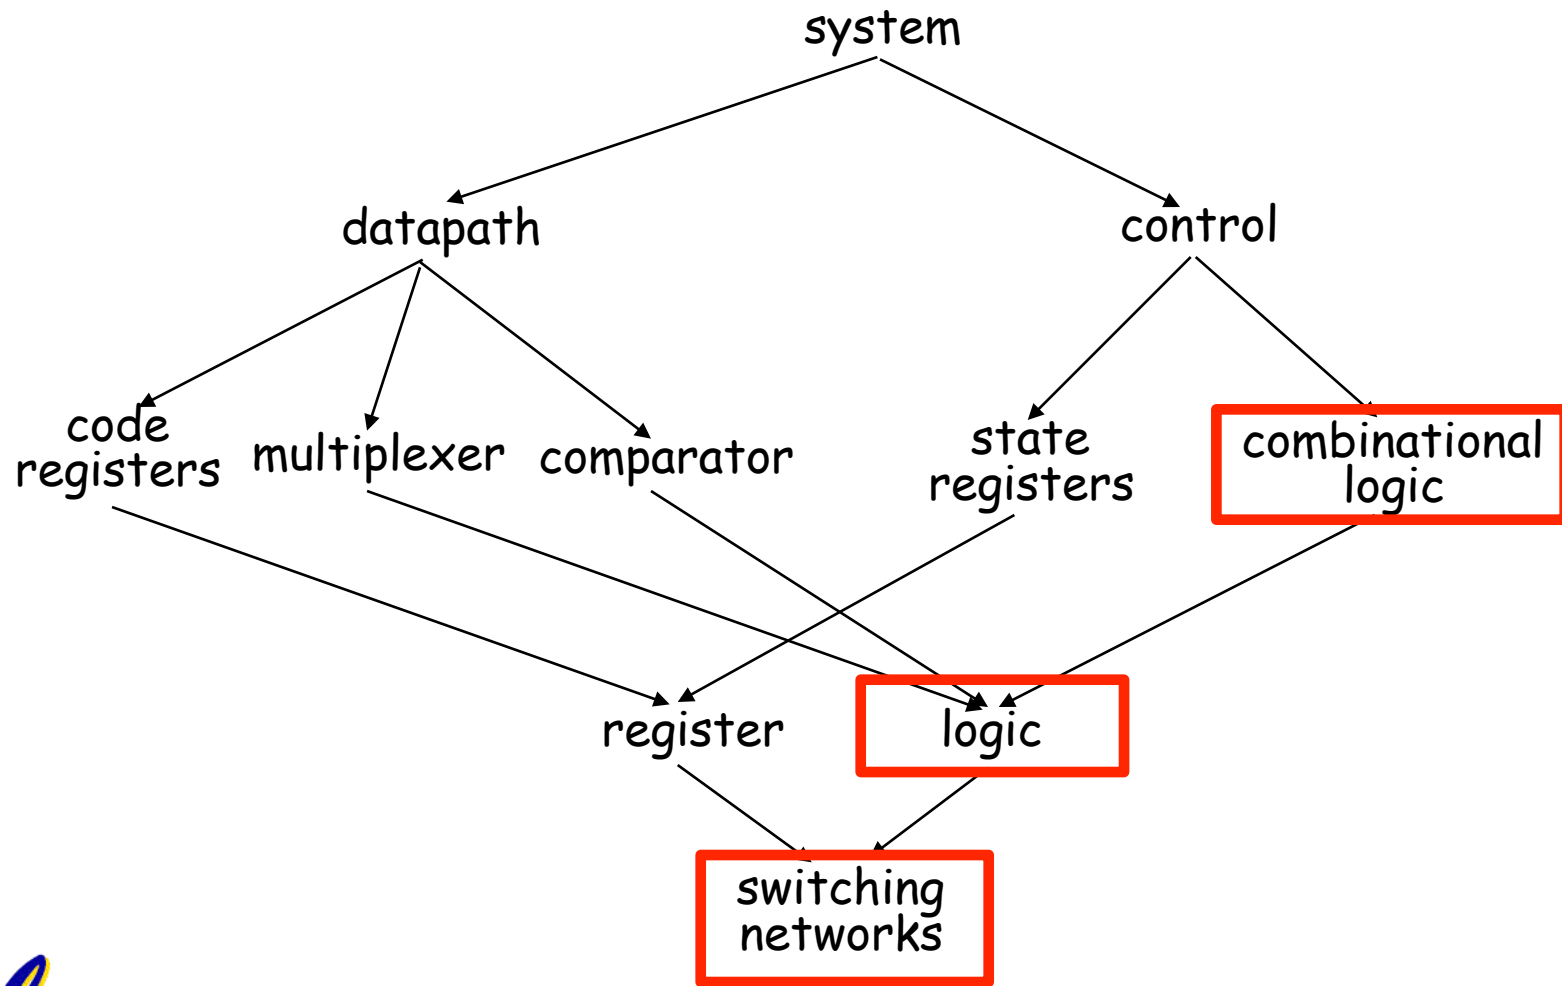 system
datapath
control
code
registers
multiplexer
comparator
state
registers
combinational
logic
register
logic
switching
networks